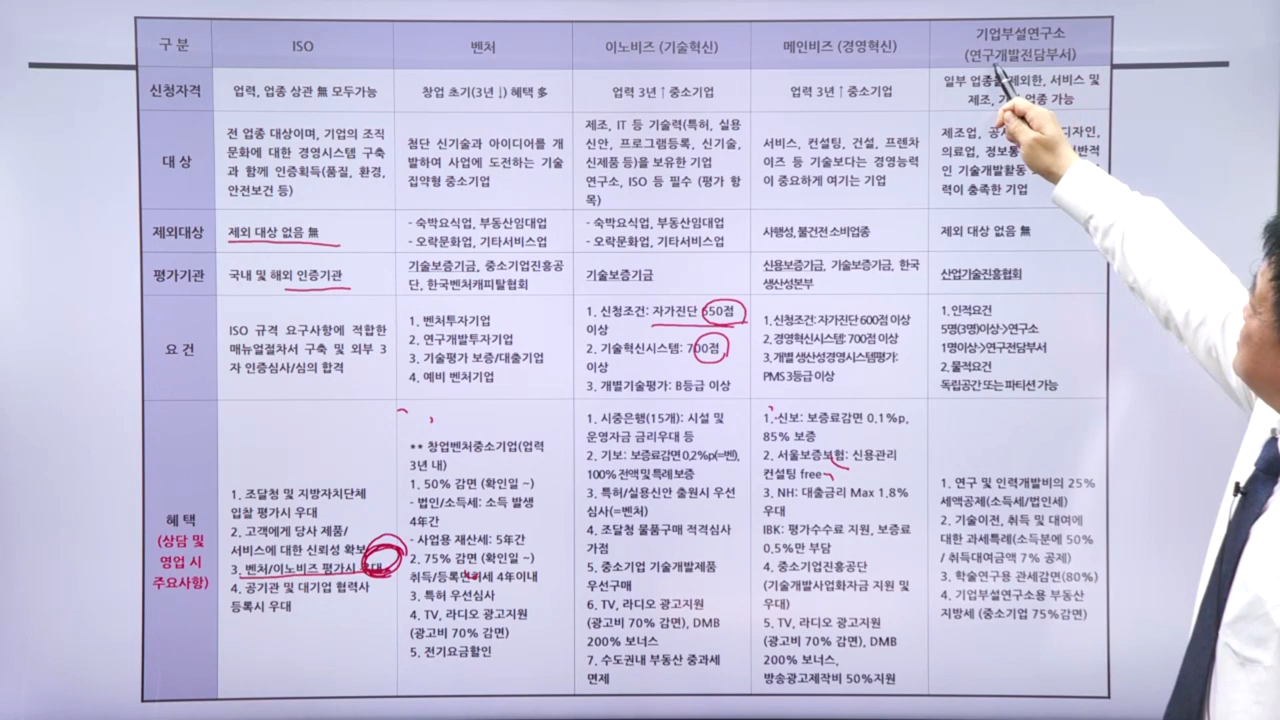 구 분
ISO
벤처
이노비즈 (기술혁신)
메인비즈 (경영혁신)
기업부설연구소
(연구개발전담부서)
신청자격
업력, 업종 상관 無 모두가능
창업 초기(3년↓) 혜택 多
업력 3년↑ 중소기업
업력 3년↑ 중소기업
일부 업종을 제외한, 서비스 및
제조, 업종 가능
대 상
전 업종 대상이며, 기업의 조직
문화에 대한 경영시스템 구축
과 함께 인증획득(품질, 환경,
안전보건 등)
첨단 신기술과 아이디어를 개
발하여 사업에 도전하는 기술
집약형 중소기업
제조, IT 등 기술력(특허, 실용
신안, 프로그램등록, 신기술,
신제품 등)을 보유한 기업
연구소, ISO 등 필수 (평가 항
목)
서비스, 컨설팅, 건설, 프렌차
이즈 등 기술보다는 경영능력
이 중요하게 여기는 기업
제조업, 디자인,
의료업,
인 기술개발활동
력이 충족한 기업
제외대상
제외 대상 없음 無
- 숙박요식업, 부동산임대업
- 오락문화업, 기타서비스업
- 숙박요식업, 부동산임대업
- 오락문화업, 기타서비스업
사행성, 불건전 소비업종
제외 대상 없음 無
평가기관
국내 및 해외 인증기관
기술보증기금, 중소기업진흥공
단, 한국벤처캐피탈협회
기술보증기금
신용보증기금, 기술보증기금, 한국
생산성본부
산업기술진흥협회
요 건
ISO 규격 요구사항에 적합한
매뉴얼절차서 구축 및 외부 3
자 인증심사/심의 합격
1. 벤처투자기업
2. 연구개발투자기업
3. 기술평가 보증/대출기업
4. 예비 벤처기업
1. 신청조건: 자가진단 650점
이상
2. 기술혁신시스템: 700점
이상
3. 개별기술평가: B등급 이상
1. 신청조건: 자가진단 600점 이상
2. 경영혁신시스템: 700점 이상
3. 개별 생산성경영시스템평가:
PMS 3등급 이상
1. 인적요건
5명(3명)이상->연구소
1명이상->연구전담부서
2. 물적요건
독립공간 또는 파티션 가능
혜 택
(상담 및
영업 시
주요사항)
1. 조달청 및 지방자치단체
입찰 평가시 우대
2. 고객에게 당사 제품/
서비스에 대한 신뢰성 확보
3. 벤처/이노비즈 평가시 우대
4. 공기관 및 대기업 협력사
등록시 우대
** 창업벤처중소기업(업력
3년 내)
1. 50% 감면 (확인일 ~)
- 법인/소득세: 소득 발생
4년간
- 사업용 재산세: 5년간
2. 75% 감면 (확인일 ~)
취득/등록면허세 4년이내
3. 특허 우선심사
4. TV, 라디오 광고지원
(광고비 70% 감면)
5. 전기요금할인
1. 시중은행(15개): 시설 및
운영자금 금리우대 등
2. 기보: 보증료감면 0,2%p(=벤),
100% 전액 및 특례보증
3. 특허/실용신안 출원시 우선
심사(=벤처)
4. 조달청 물품구매 적격심사
가점
5. 중소기업 기술개발제품
우선구매
6. TV, 라디오 광고지원
(광고비 70% 감면), DMB
200% 보너스
7. 수도권내 부동산 중과세
면제
1. 신보: 보증료감면 0.1%p,
85% 보증
2. 서울보증보험: 신용관리
컨설팅 free
3. NH: 대출금리 Max 1.8%
우대
IBK: 평가수수료 지원, 보증료
0.5%만 부담
4. 중소기업진흥공단
(기술개발사업화자금 지원 및
우대)
5. TV, 라디오 광고지원
(광고비 70% 감면), DMB
200% 보너스,
방송광고제작비 50%지원
1. 연구 및 인력개발비의 25%
세액공제(소득세/법인세)
2. 기술이전, 취득 및 대여에
대한 과세특례(소득분에 50%
/ 취득대여금액 7% 공제)
3. 학술연구용 관세감면(80%)
4. 기업부설연구소용 부동산
지방세 (중소기업 75%감면)